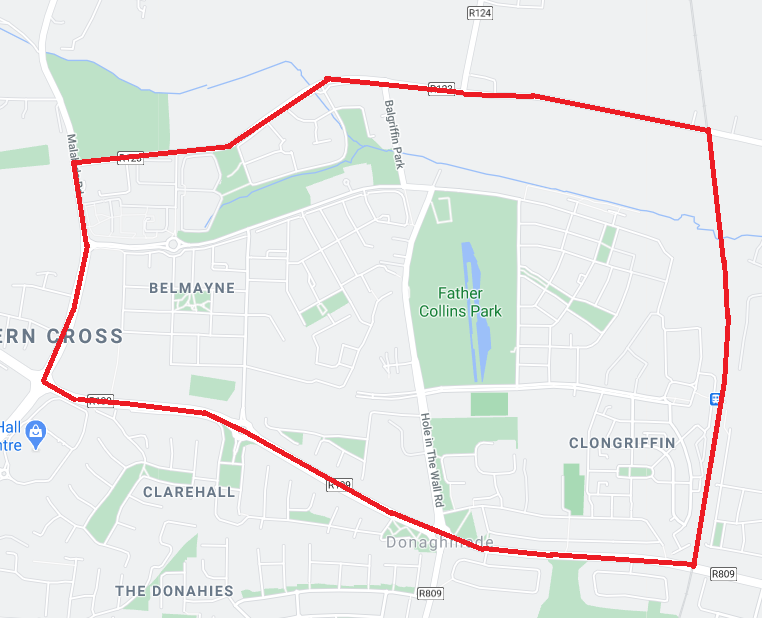 R124
R123
Balgriffin Park
R123
BELMAYNE
Father
Collins Park
ERN CROSS
R139
Hall
ntre
Hole in The Wall Rd
CLONGRIFFIN
CLAREHALL
R139
Donaghmede
THE DONAHIES
R809
R809